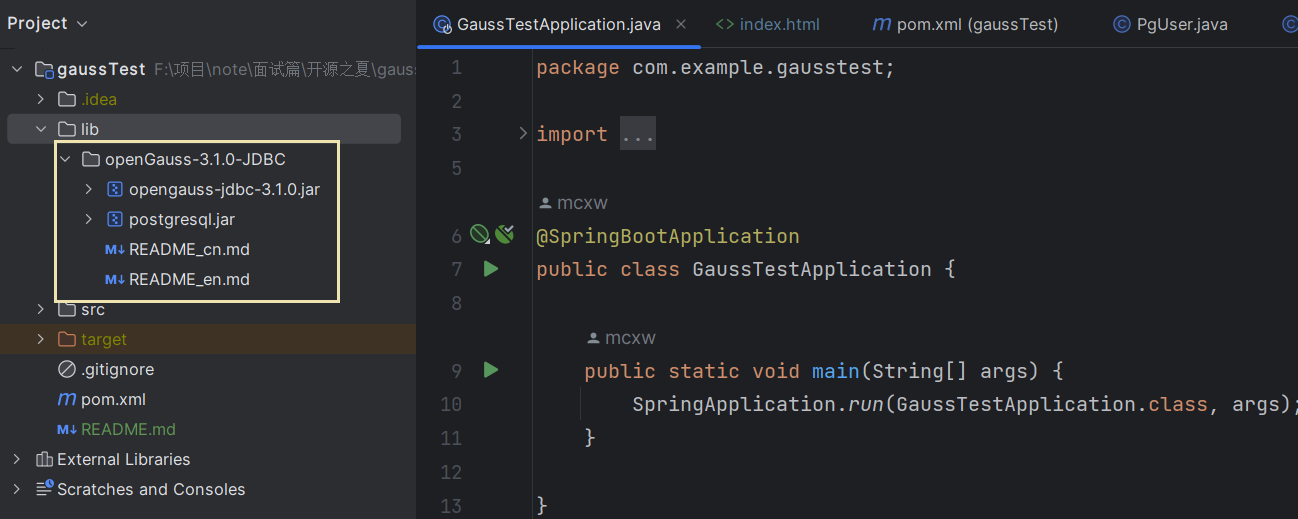 Project
gaussTest F:\项目\note\面试篇\开源之夏\gaus
.idea
lib
openGauss-3.1.0-JDBC
opengauss-jdbc-3.1.0.jar
postgresql.jar
README_cn.md
README_en.md
src
target
.gitignore
pom.xml
README.md
External Libraries
Scratches and Consoles
GaussTestApplication.java index.html pom.xml (gaussTest) PgUser.java
1 package com.example.gausstest;
2
3 import ...
5
mcxw
6 @SpringBootApplication
7 public class GaussTestApplication {
8
mcxw
9 public static void main(String[] args) {
10 SpringApplication.run(GaussTestApplication.class, args);
11 }
12
13 }